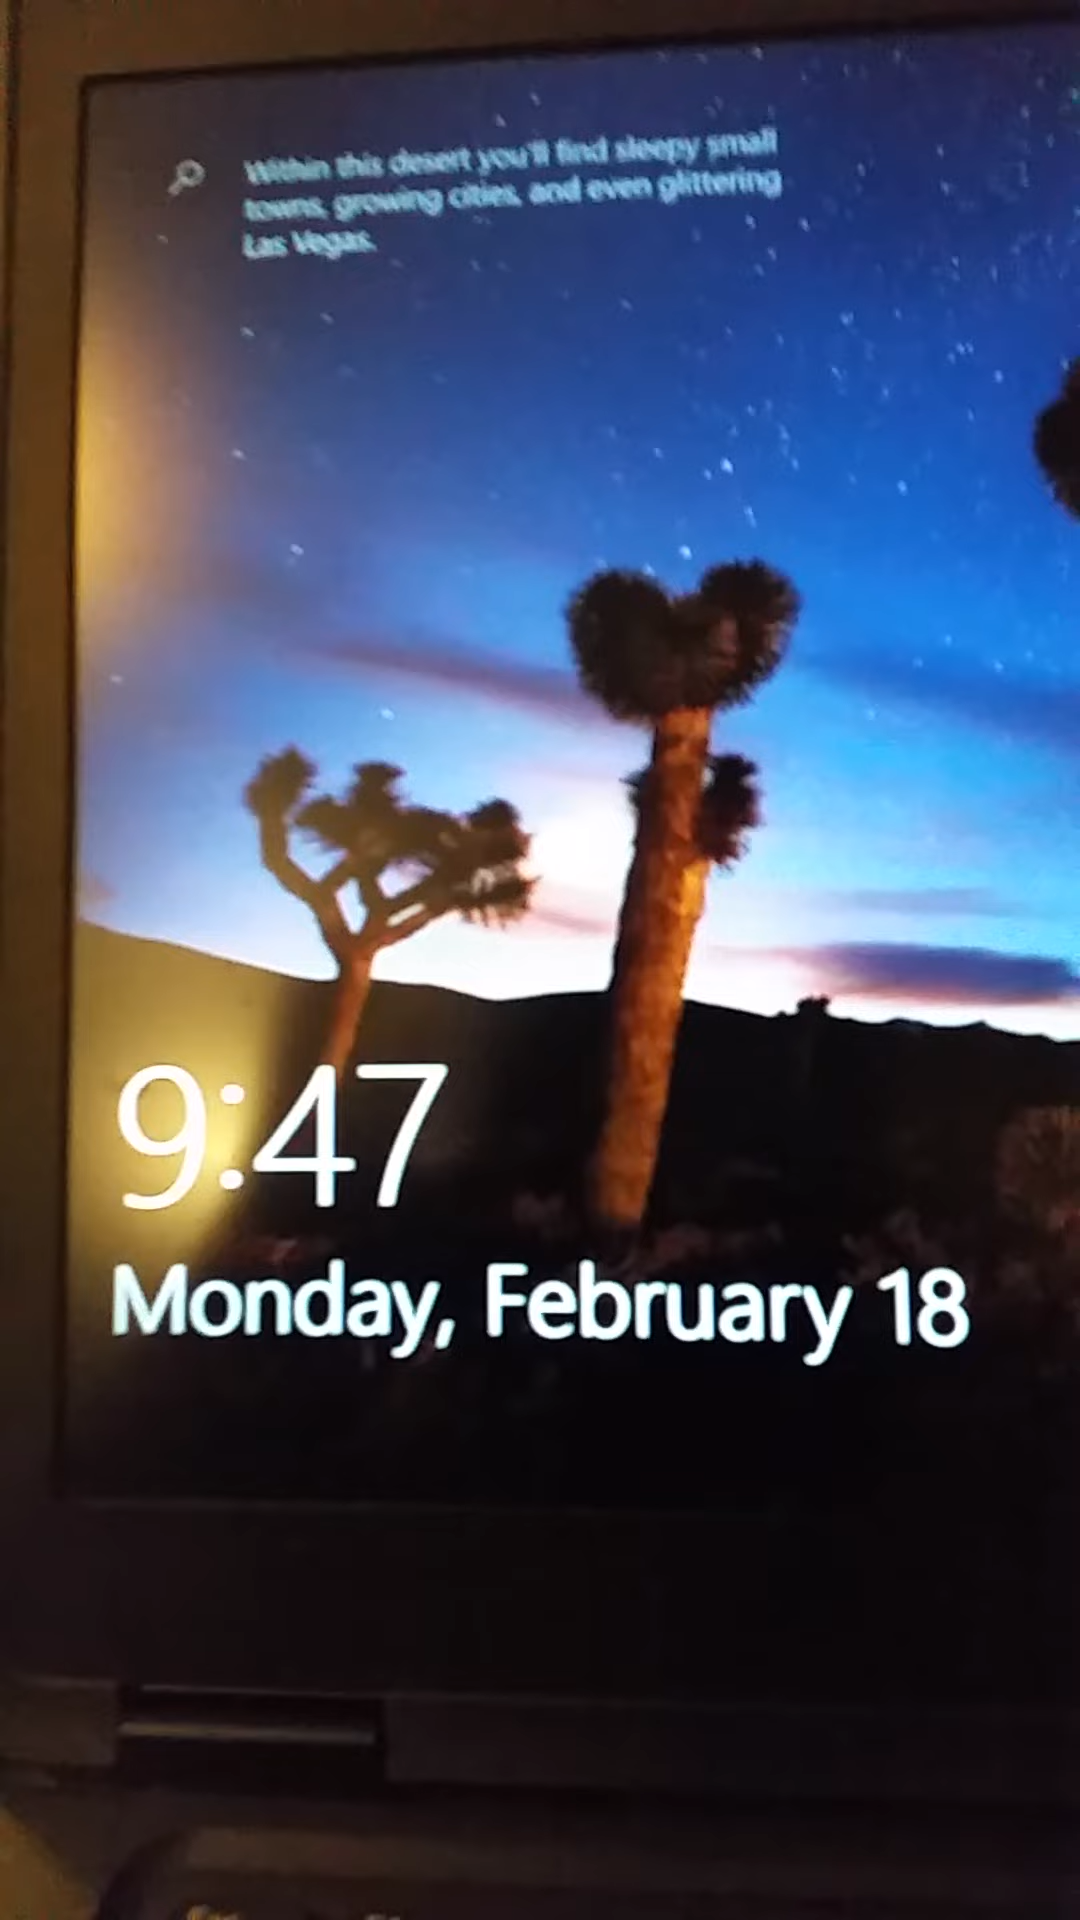 Within this desert you'll find sleepy small
towns, growing cities, and even glittering
Las Vegas.
9:47
Monday, February 18